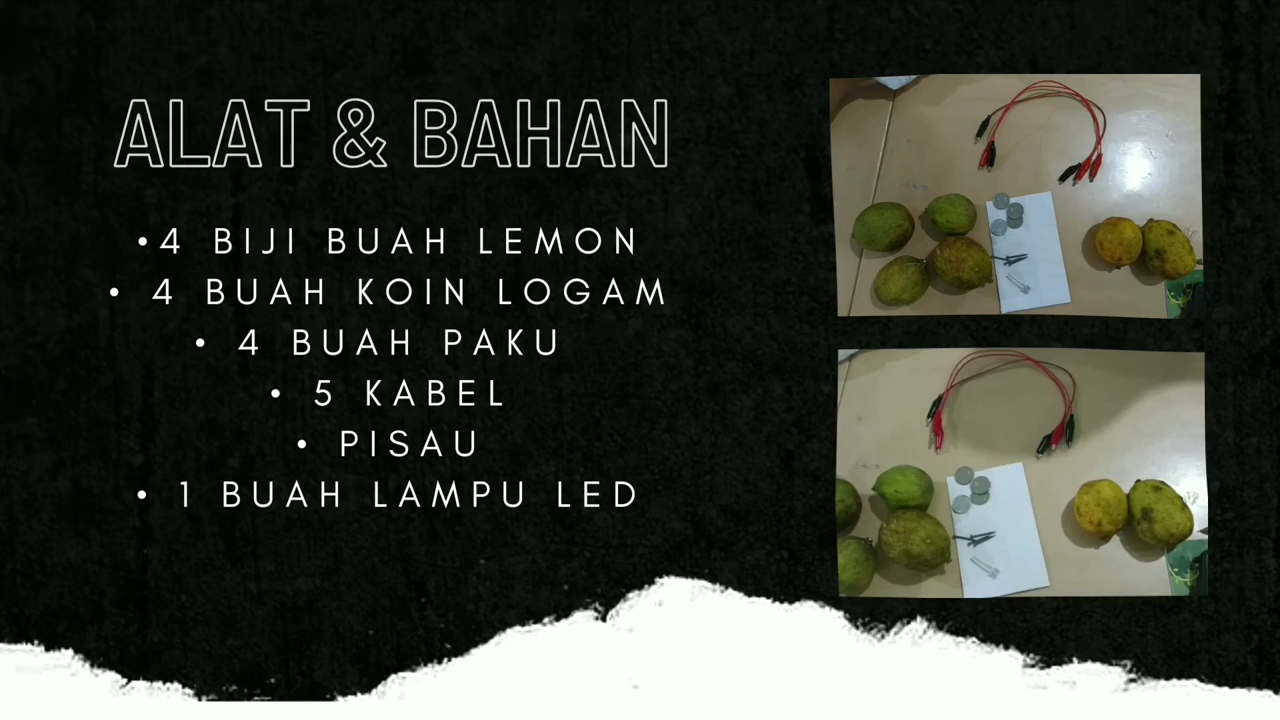 ALAT & BAHAN
•4 BIJI BUAH LEMON
• 4 BUAH KOIN LOGAM
• 4 BUAH PAKU
• 5 KABEL
• PISAU
• 1 BUAH LAMPU LED